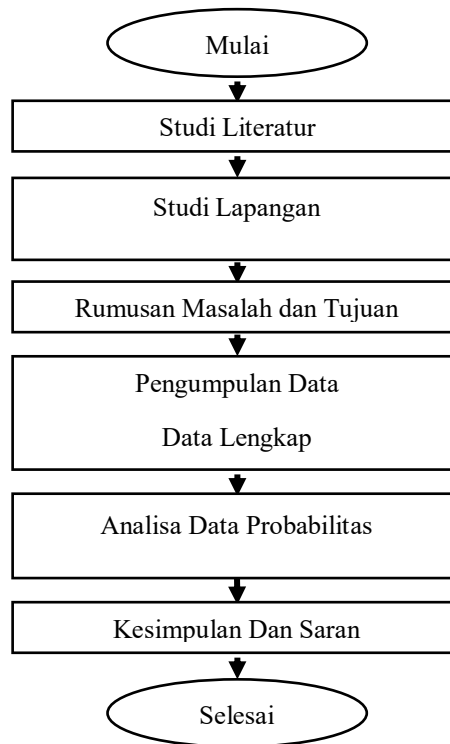 Mulai
Studi Literatur
Studi Lapangan
Rumusan Masalah dan Tujuan
Pengumpulan Data
Data Lengkap
Analisa Data Probabilitas
Kesimpulan Dan Saran
Selesai